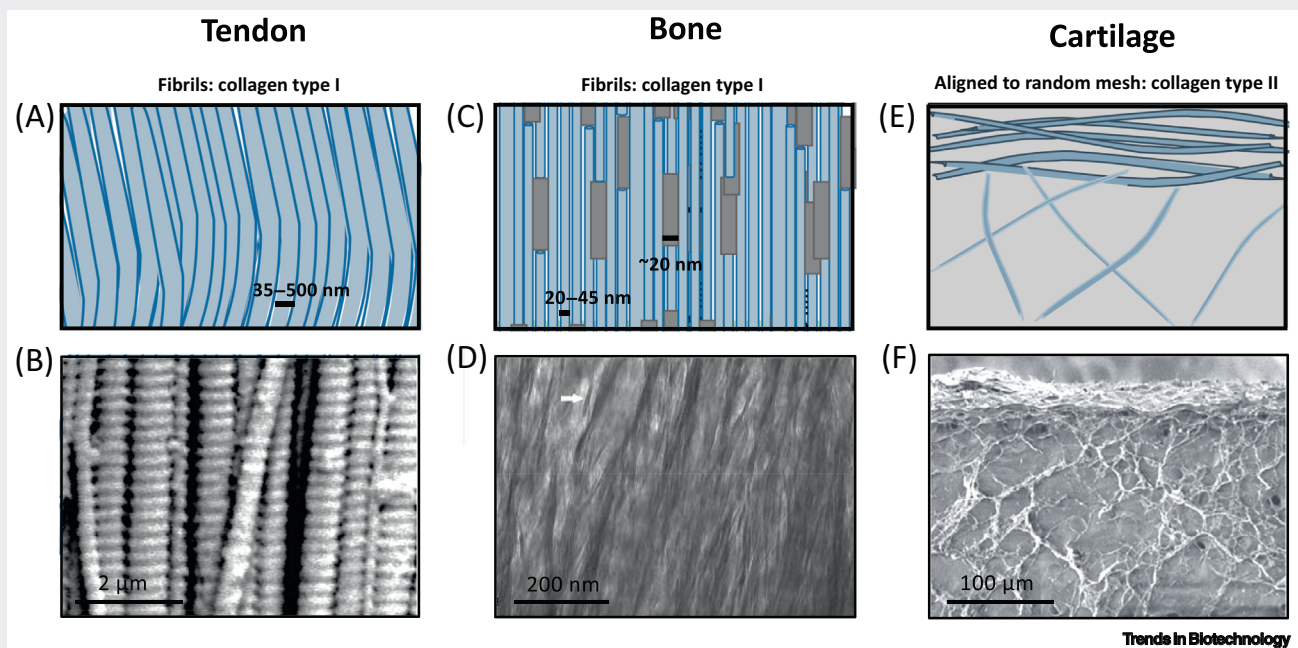 Tendon
Bone
Cartilage
Fibrils: collagen type I
Fibrils: collagen type I
Aligned to random mesh: collagen type II
(A)
(C)
(E)
35–500 nm
~20 nm
20–45 nm
(B)
(D)
(F)
2 µm
200 nm
100 µm
Trends in Biotechnology